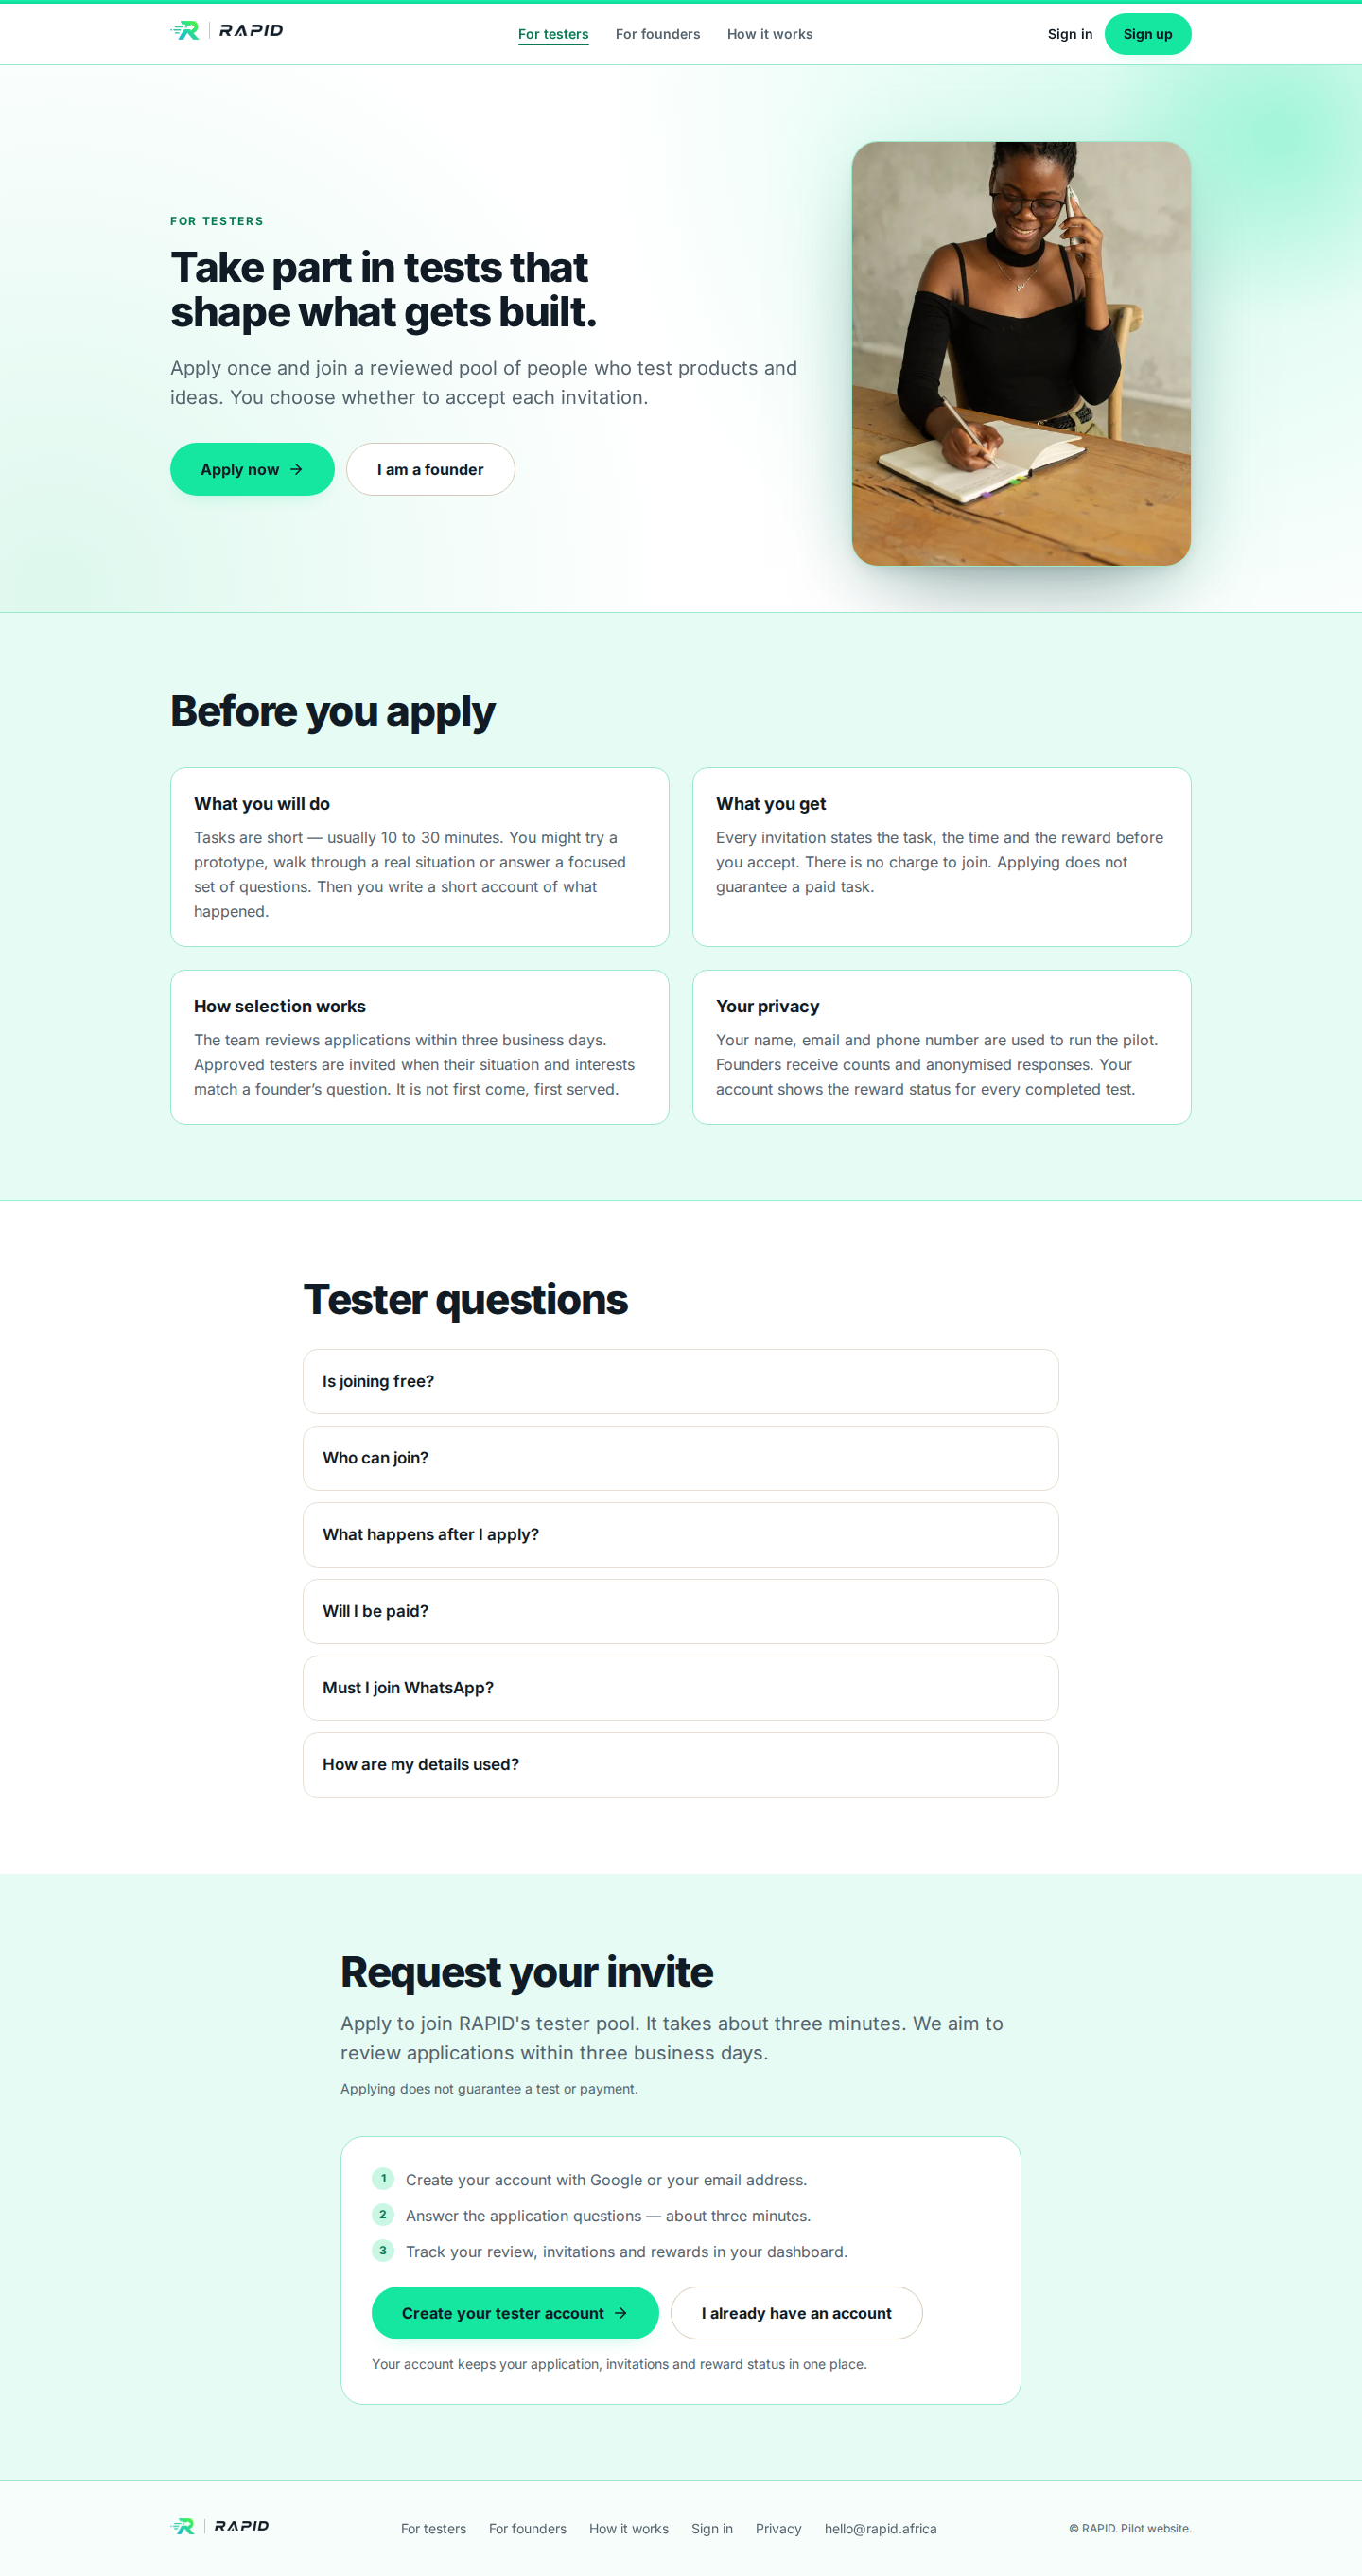 RAPID
For testers
For founders
How it works
Sign in
Sign up
FOR TESTERS
Take part in tests that
shape what gets built.
Apply once and join a reviewed pool of people who test products and
ideas. You choose whether to accept each invitation.
Apply now →
I am a founder
Before you apply
What you will do
Tasks are short — usually 10 to 30 minutes. You might try a
prototype, walk through a real situation or answer a focused
set of questions. Then you write a short account of what
happened.
What you get
Every invitation states the task, the time and the reward before
you accept. There is no charge to join. Applying does not
guarantee a paid task.
How selection works
The team reviews applications within three business days.
Approved testers are invited when their situation and interests
match a founder’s question. It is not first come, first served.
Your privacy
Your name, email and phone number are used to run the pilot.
Founders receive counts and anonymised responses. Your
account shows the reward status for every completed test.
Tester questions
Is joining free?
Who can join?
What happens after I apply?
Will I be paid?
Must I join WhatsApp?
How are my details used?
Request your invite
Apply to join RAPID's tester pool. It takes about three minutes. We aim to
review applications within three business days.
Applying does not guarantee a test or payment.
1 Create your account with Google or your email address.
2 Answer the application questions — about three minutes.
3 Track your review, invitations and rewards in your dashboard.
Create your tester account →
I already have an account
Your account keeps your application, invitations and reward status in one place.
RAPID
For testers
For founders
How it works
Sign in
Privacy
hello@rapid.africa
© RAPID. Pilot website.